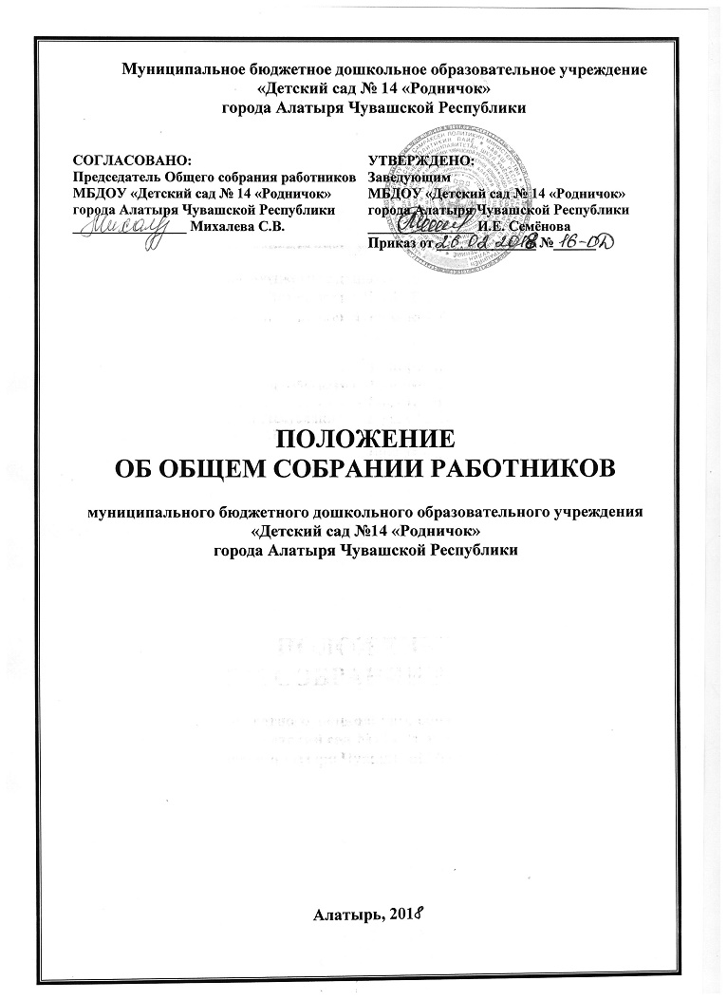 Муниципальное бюджетное дошкольное образовательное учреждение
«Детский сад № 14 «Родничок»
города Алатыря Чувашской Республики
СОГЛАСОВАНО:
Председатель Общего собрания работников
МБДОУ «Детский сад № 14 «Родничок»
города Алатыря Чувашской Республики
Михалева С.В.
УТВЕРЖДЕНО:
Заведующим
МБДОУ «Детский сад № 14 «Родничок»
города Алатыря Чувашской Республики
И.Е. Семёнова
Приказ от 26.02.2018 № 16-ОД
ПОЛОЖЕНИЕ
ОБ ОБЩЕМ СОБРАНИИ РАБОТНИКОВ
муниципального бюджетного дошкольного образовательного учреждения
«Детский сад №14 «Родничок»
города Алатыря Чувашской Республики
Алатырь, 2018